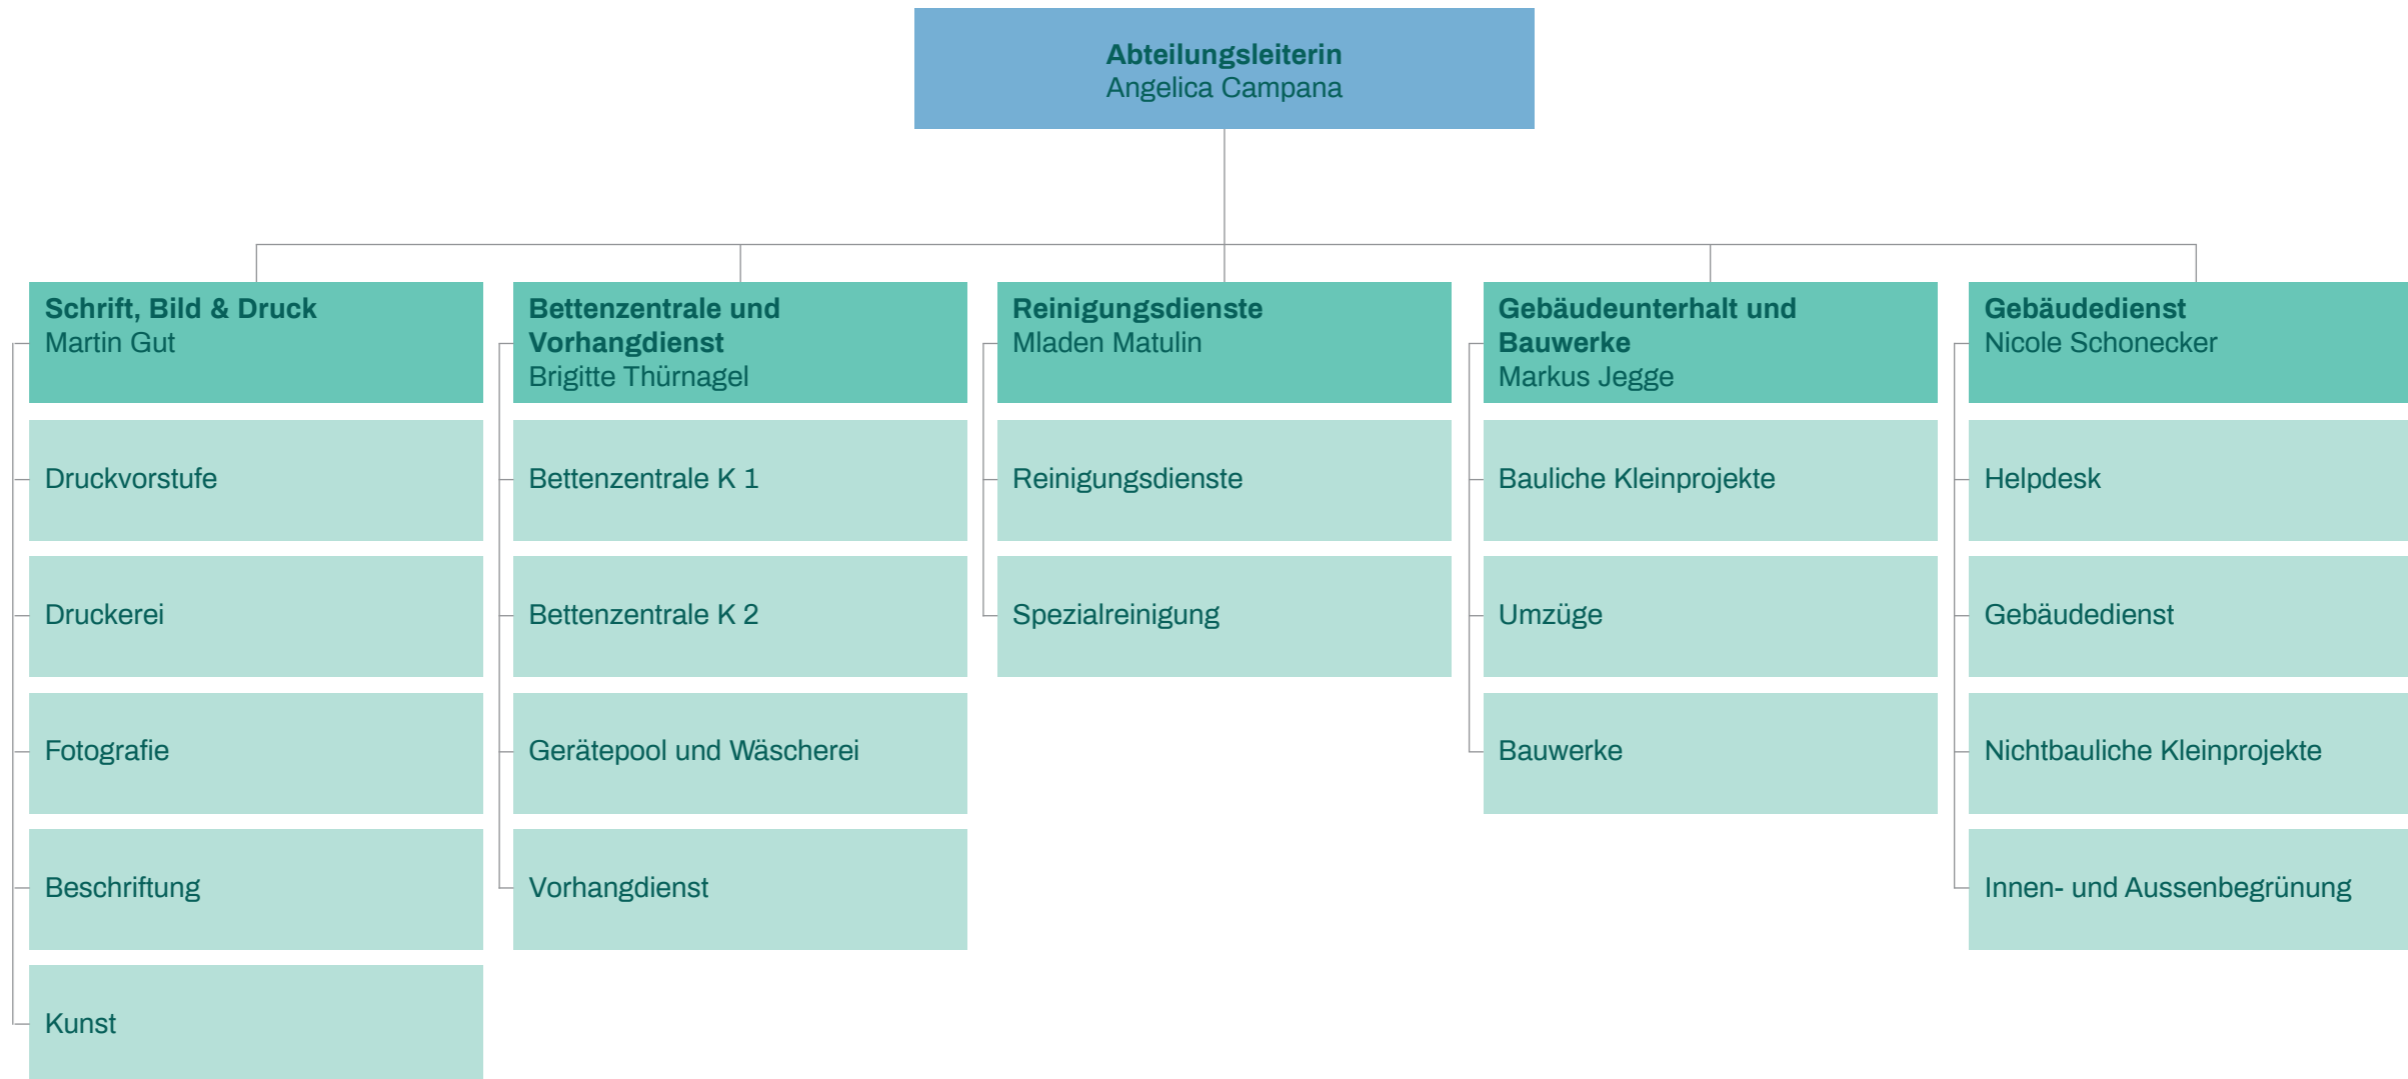 Abteilungsleiterin
Angelica Campana
Schrift, Bild & Druck
Martin Gut
Druckvorstufe
Druckerei
Fotografie
Beschriftung
Kunst
Bettenzentrale und
Vorhangdienst
Brigitte Thürnagel
Bettenzentrale K 1
Bettenzentrale K 2
Gerätepool und Wäscherei
Vorhangdienst
Reinigungsdienste
Mladen Matulin
Reinigungsdienste
Spezialreinigung
Gebäudeunterhalt und
Bauwerke
Markus Jegge
Bauliche Kleinprojekte
Umzüge
Bauwerke
Gebäudedienst
Nicole Schonecker
Helpdesk
Gebäudedienst
Nichtbauliche Kleinprojekte
Innen- und Aussenbegrünung